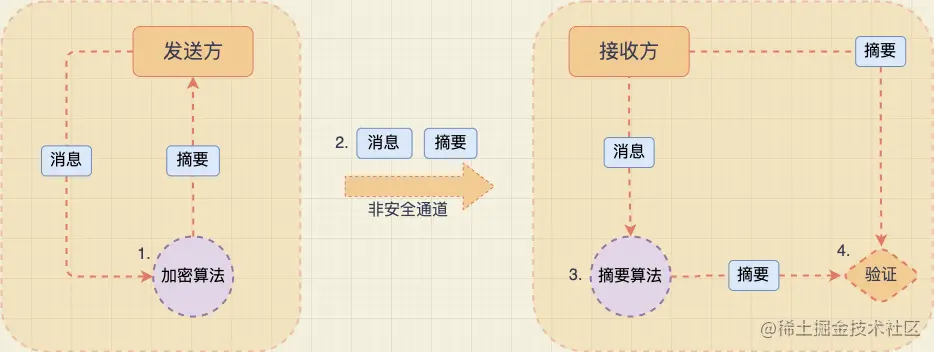 发送方
消息
摘要
1.
加密算法
2.
消息
摘要
非安全通道
接收方
摘要
消息
3.
摘要算法
摘要
4.
验证
@稀土掘金技术社区